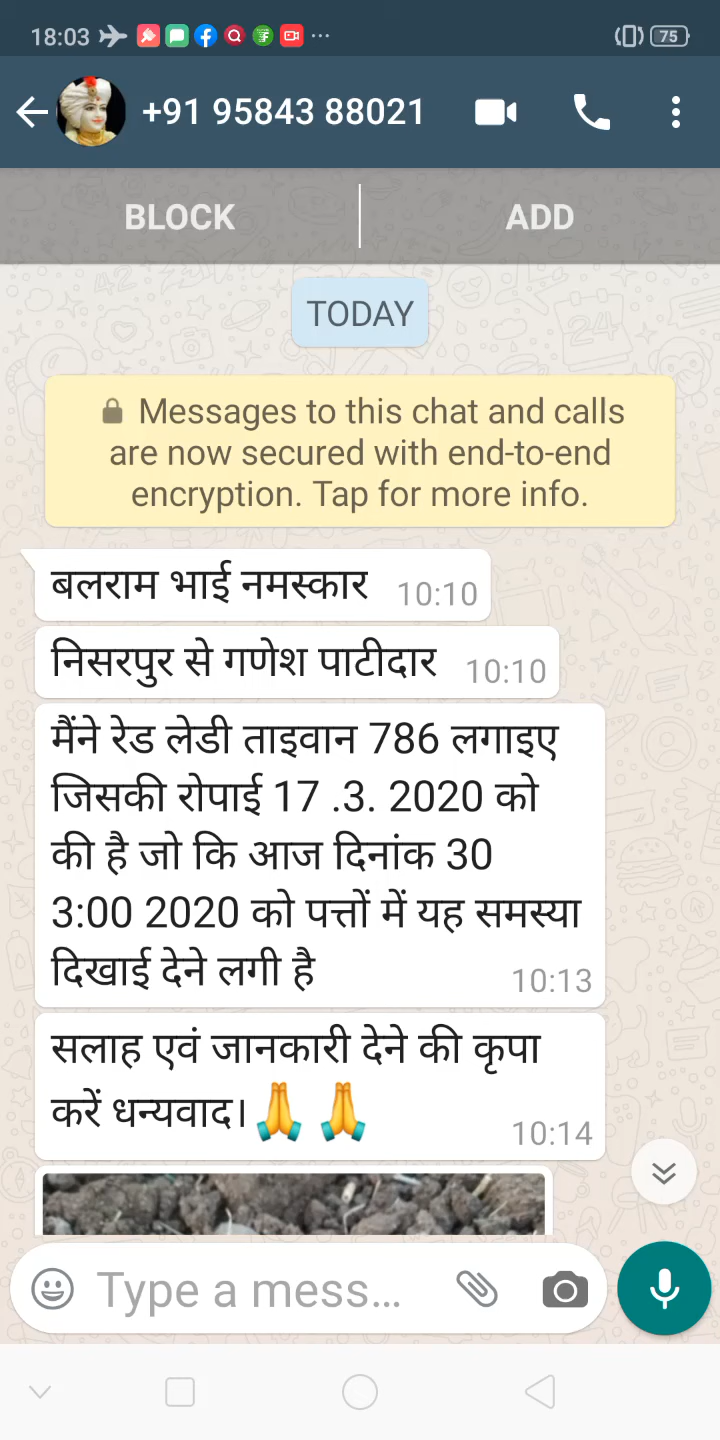 18:03
75
+91 95843 88021
BLOCK
ADD
TODAY
Messages to this chat and calls
are now secured with end-to-end
encryption. Tap for more info.
बलराम भाई नमस्कार 10:10
निसरपुर से गणेश पाटीदार 10:10
मैंने रेड लेडी ताइवान 786 लगाइए
जिसकी रोपाई 17 .3. 2020 को
की है जो कि आज दिनांक 30
3:00 2020 को पत्तों में यह समस्या
दिखाई देने लगी है 10:13
सलाह एवं जानकारी देने की कृपा
करें धन्यवाद।🙏 🙏 10:14
Type a mess...